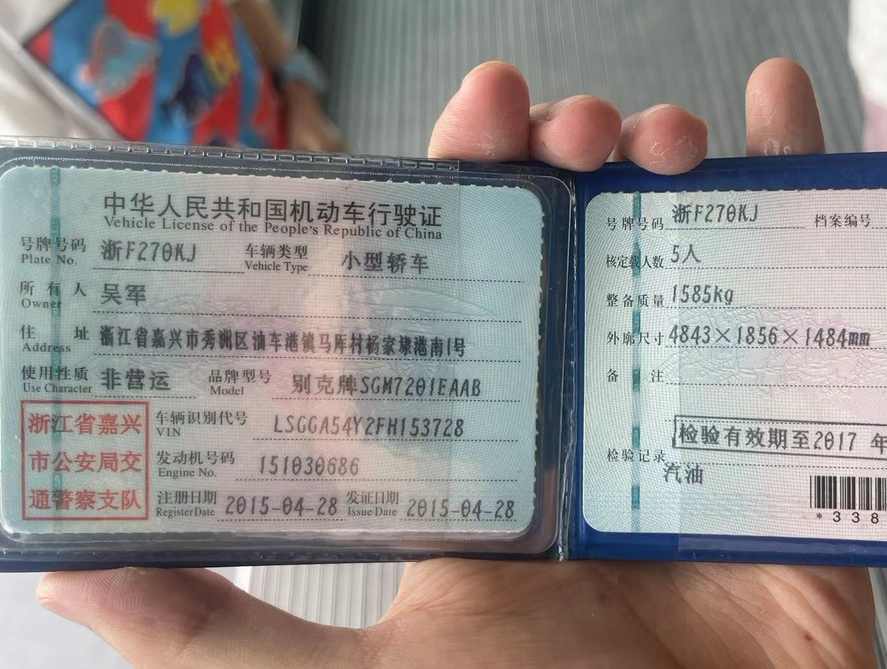 中华人民共和国机动车行驶证
Vehicle License of the People's Republic of China
号牌号码 浙F270KJ 车辆类型 小型轿车
Plate No. Vehicle Type
所有人 吴军
Owner
住址 浙江省嘉兴市秀洲区油车港镇马厍村杨家埭港南1号
Address
使用性质 非营运 品牌型号 别克牌SGM7201EAAB
Use Character Model
浙江省嘉兴
市公安局交
通警察支队
车辆识别代号 LSGGA54Y2FH153728
VIN
发动机号码 151030686
Engine No.
注册日期 2015-04-28 发证日期 2015-04-28
Register Date Issue Date
号牌号码 浙F270KJ 档案编号
核定载人数 5人
整备质量 1585kg
外廓尺寸 4843×1856×1484mm
备注
检验有效期至2017 年
检验记录
汽油
*338